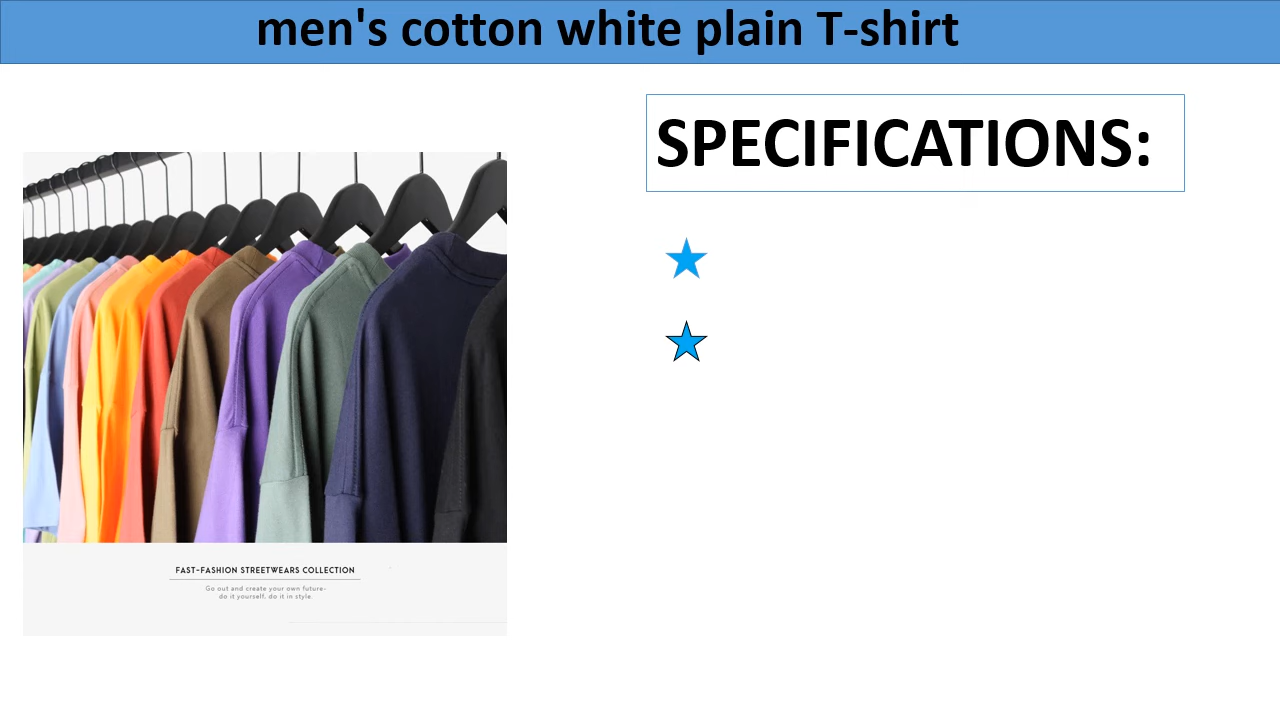 men's cotton white plain T-shirt
SPECIFICATIONS:
FAST-FASHION STREETWEARS COLLECTION
Go out and create your own future-
do it yourself, do it in style.